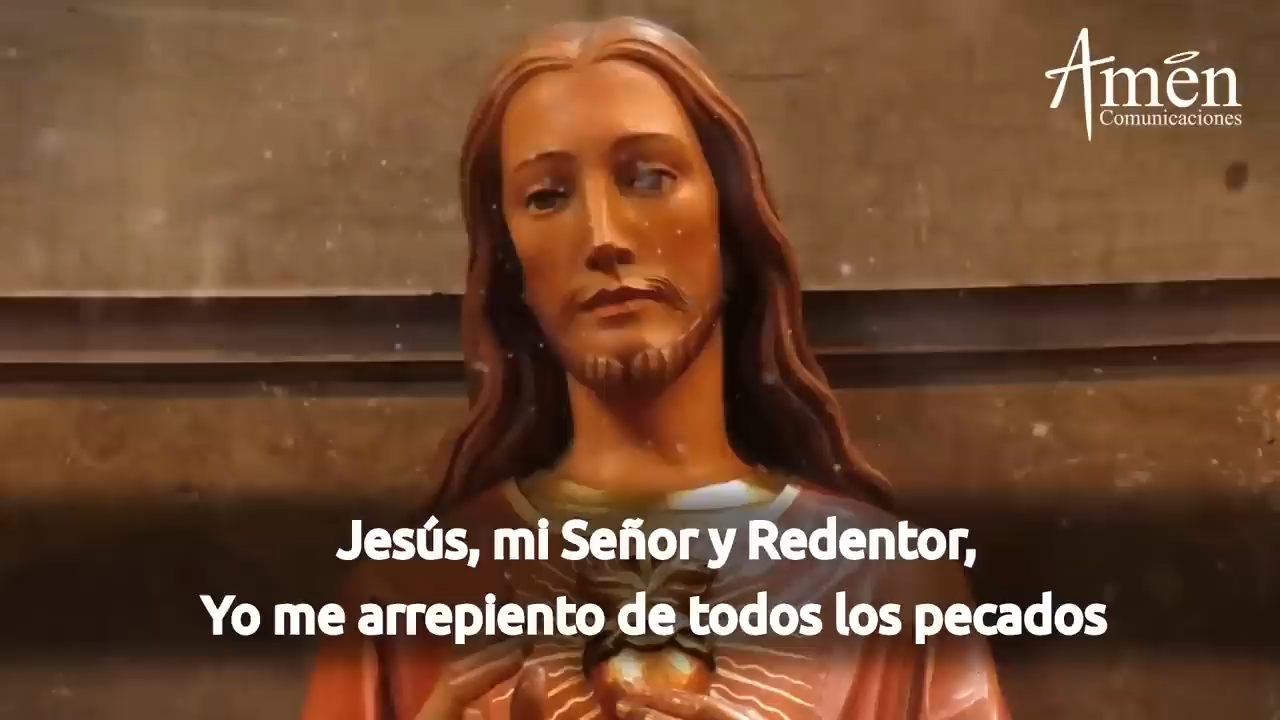 Amén
Comunicaciones
Jesús, mi Señor y Redentor,
Yo me arrepiento de todos los pecados